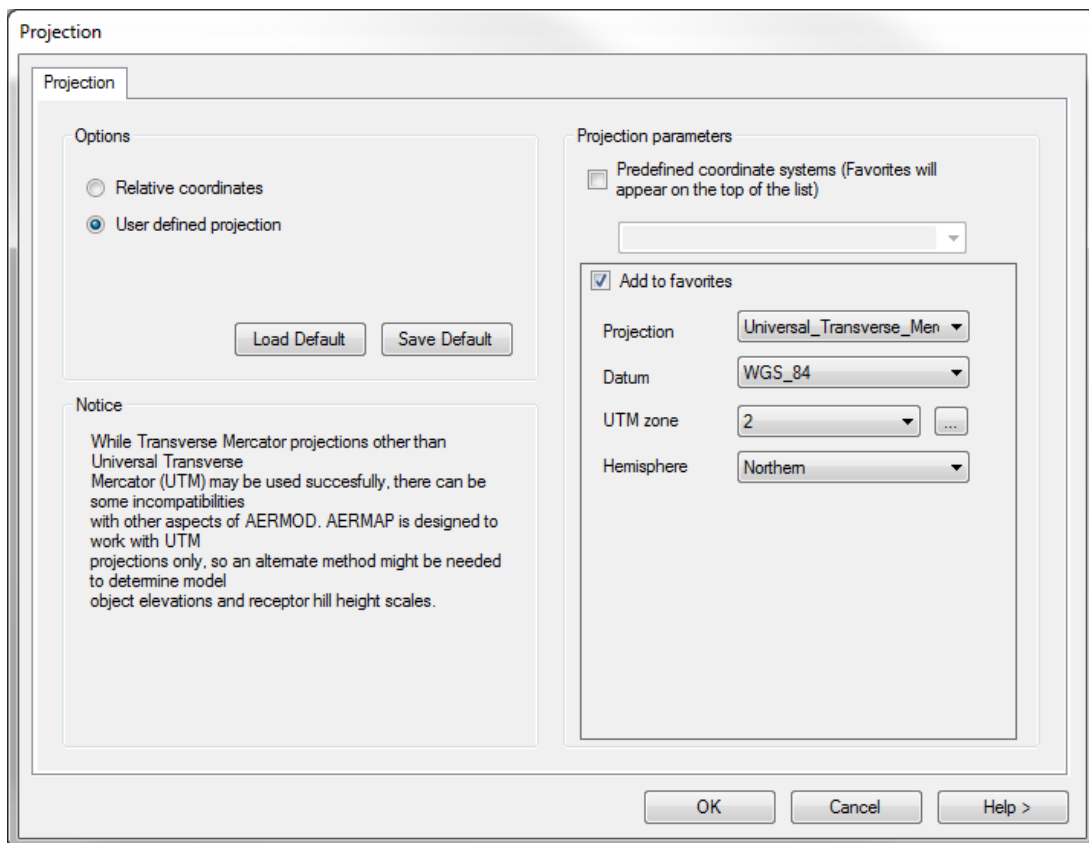 Projection
Projection
Options
Relative coordinates
User defined projection
Load Default
Save Default
Notice
While Transverse Mercator projections other than
Universal Transverse
Mercator (UTM) may be used succesfully, there can be
some incompatibilities
with other aspects of AERMOD. AERMAP is designed to
work with UTM
projections only, so an alternate method might be needed
to determine model
object elevations and receptor hill height scales.
Projection parameters
Predefined coordinate systems (Favorites will
appear on the top of the list)
Add to favorites
Projection Universal_Transverse_Mer
Datum WGS_84
UTM zone 2 ...
Hemisphere Northern
OK Cancel Help >